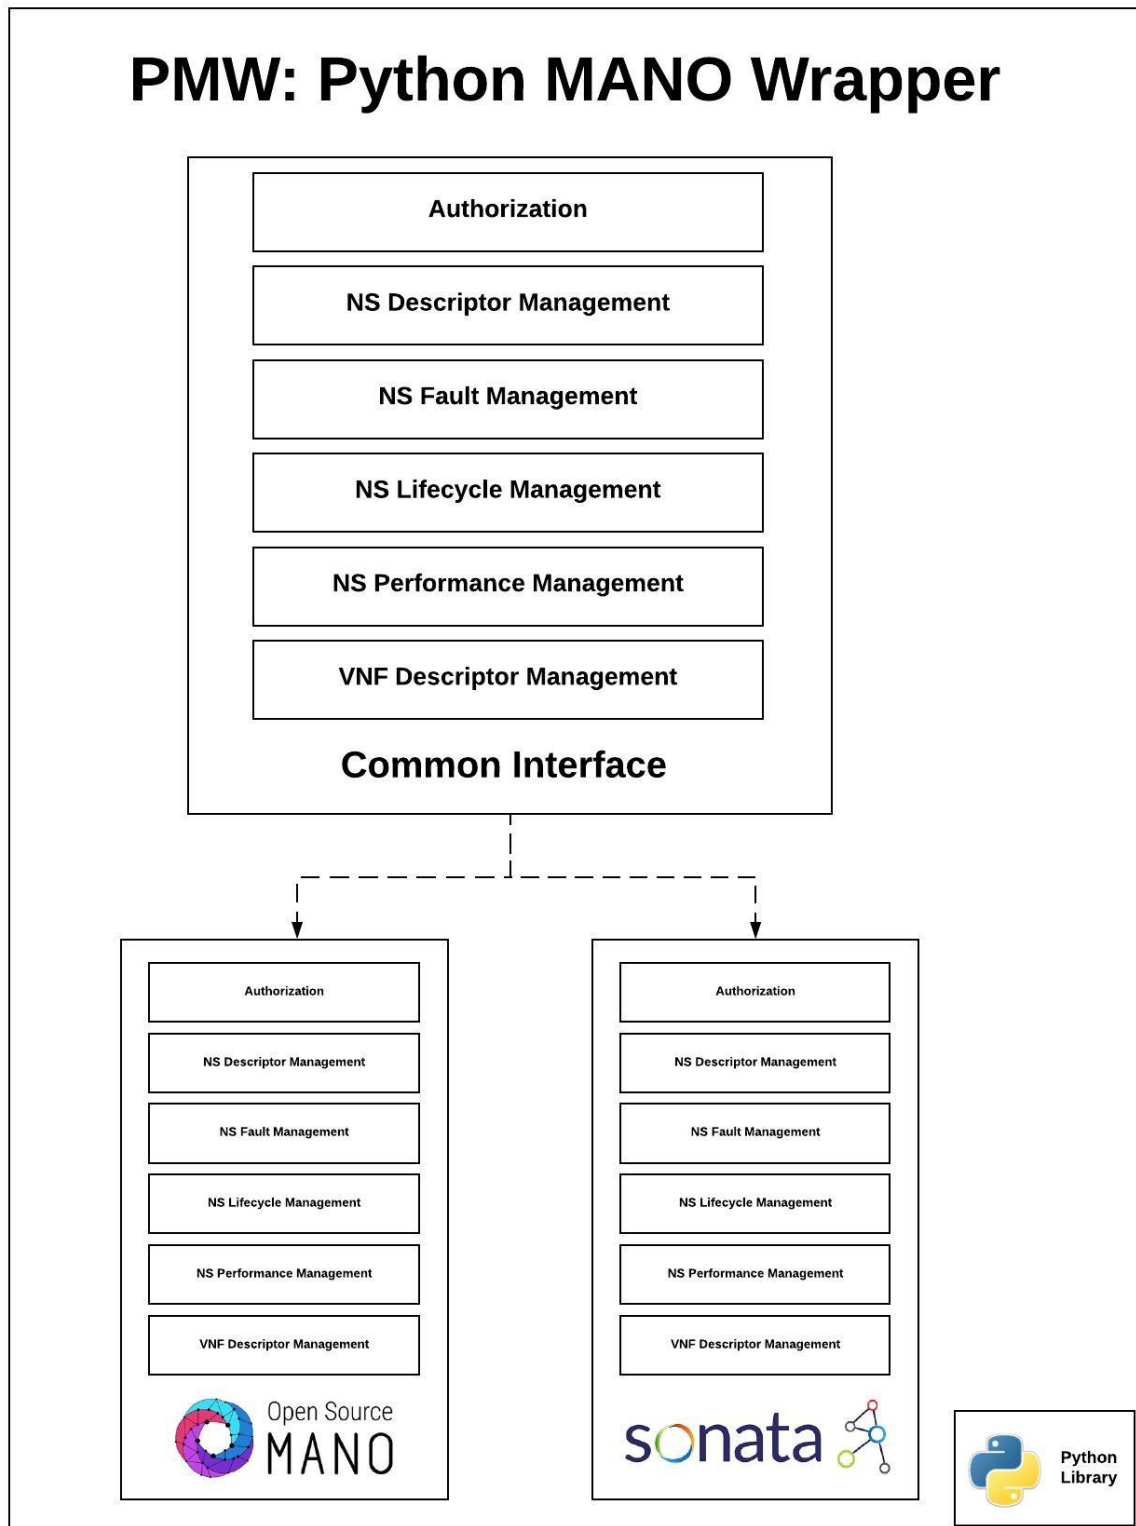 PMW: Python MANO Wrapper
Authorization
NS Descriptor Management
NS Fault Management
NS Lifecycle Management
NS Performance Management
VNF Descriptor Management
Common Interface
Authorization
NS Descriptor Management
NS Fault Management
NS Lifecycle Management
NS Performance Management
VNF Descriptor Management
Open Source
MANO
Authorization
NS Descriptor Management
NS Fault Management
NS Lifecycle Management
NS Performance Management
VNF Descriptor Management
sonata
Python
Library